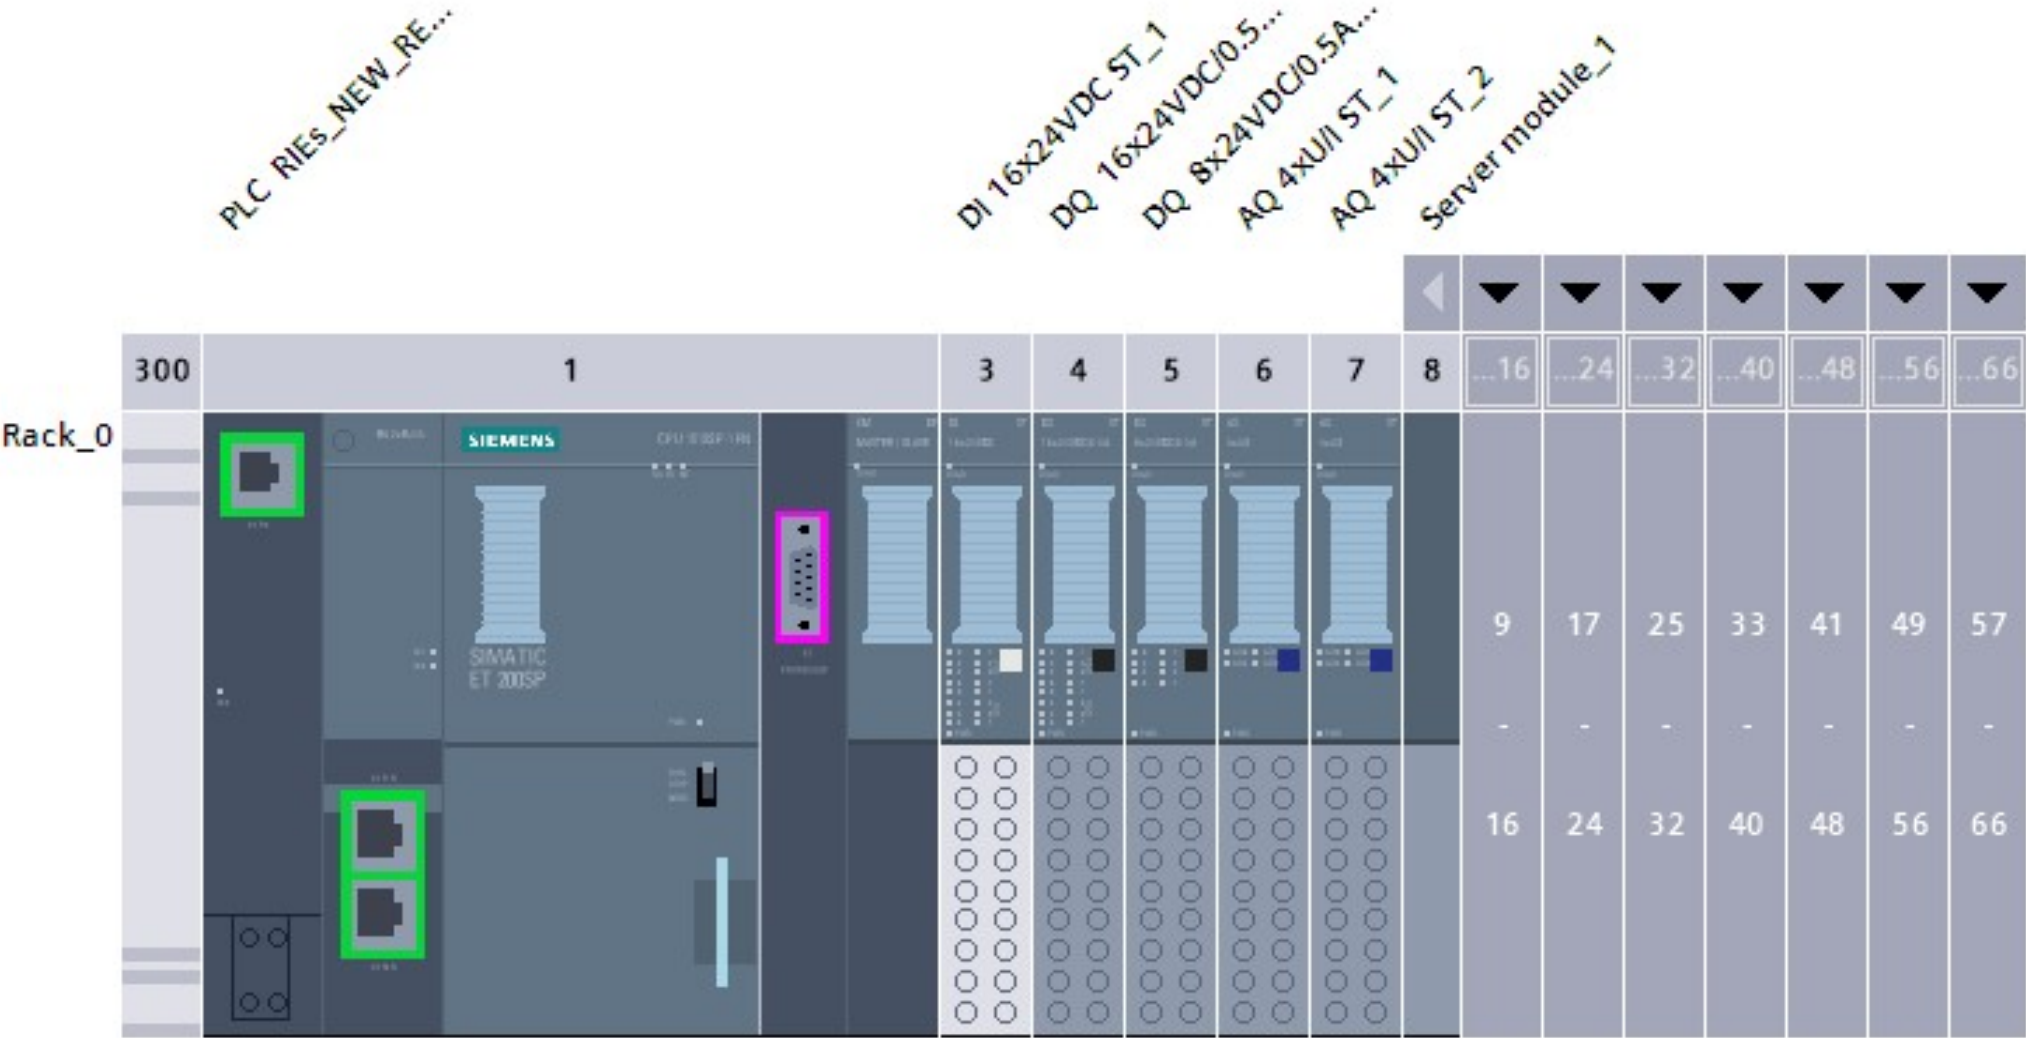 PLC RIEs_NEW_RE...
DI 16x24VDC ST_1
DQ 16x24VDC/0.5...
DQ 8x24VDC/0.5A...
AQ 4xU/I ST_1
AQ 4xU/I ST_2
Server module_1
300 1 3 4 5 6 7 8 ...16 ...24 ...32 ...40 ...48 ...56 ...66
Rack_0
SIEMENS
SIMATIC
ET 200SP
9 17 25 33 41 49 57
- - - - - - -
16 24 32 40 48 56 66